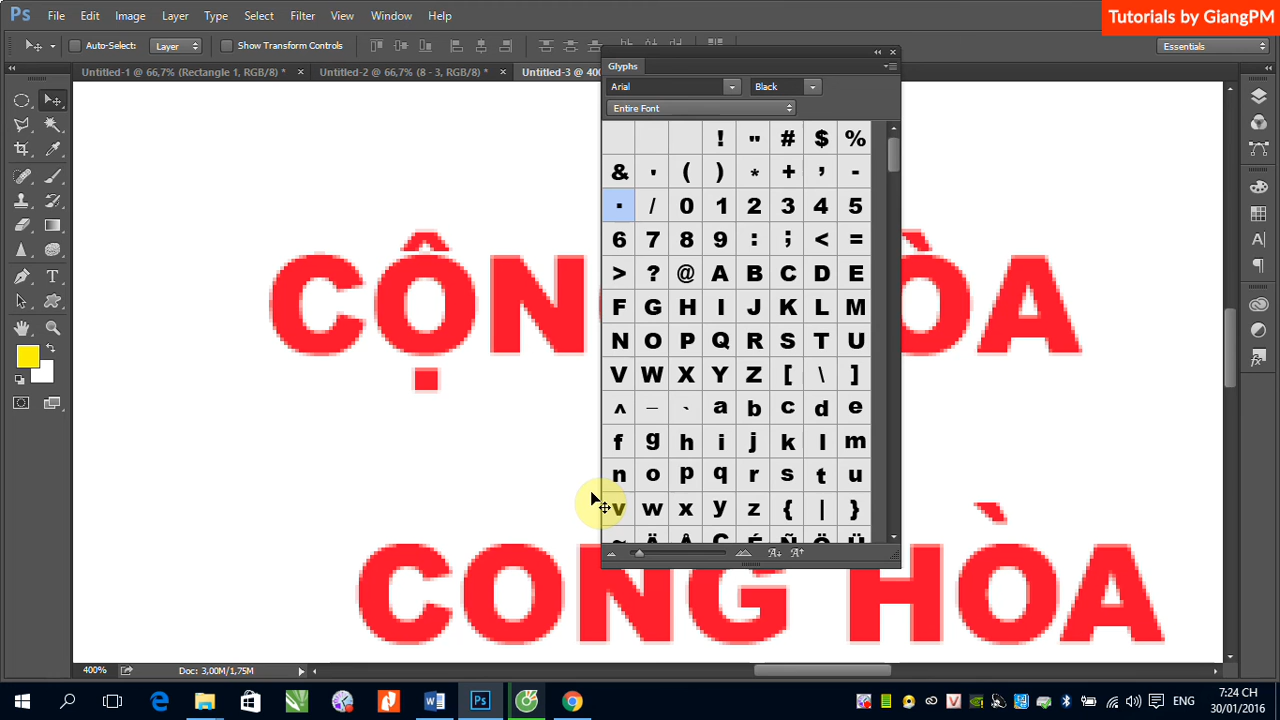 Ps File Edit Image Layer Type Select Filter View Window Help
Tutorials by GiangPM
Auto-Select: Layer Show Transform Controls
Essentials
Untitled-1 @ 66,7% (Rectangle 1, RGB/8) * × Untitled-2 @ 66,7% (8 - 3, RGB/8) * × Untitled-3 @ 400
Glyphs
Arial Black
Entire Font
! " # $ %
& ' ( ) * + , -
. / 0 1 2 3 4 5
6 7 8 9 : ; < =
> ? @ A B C D E
F G H I J K L M
N O P Q R S T U
V W X Y Z [ \ ]
^ _ ` a b c d e
f g h i j k l m
n o p q r s t u
v w x y z { | }
~ Ä Å Ç É Ñ Ö Ü
CỘN ÒA
CONG HÒA
400% Doc: 3,00M/1,75M
ENG
7:24 CH
30/01/2016